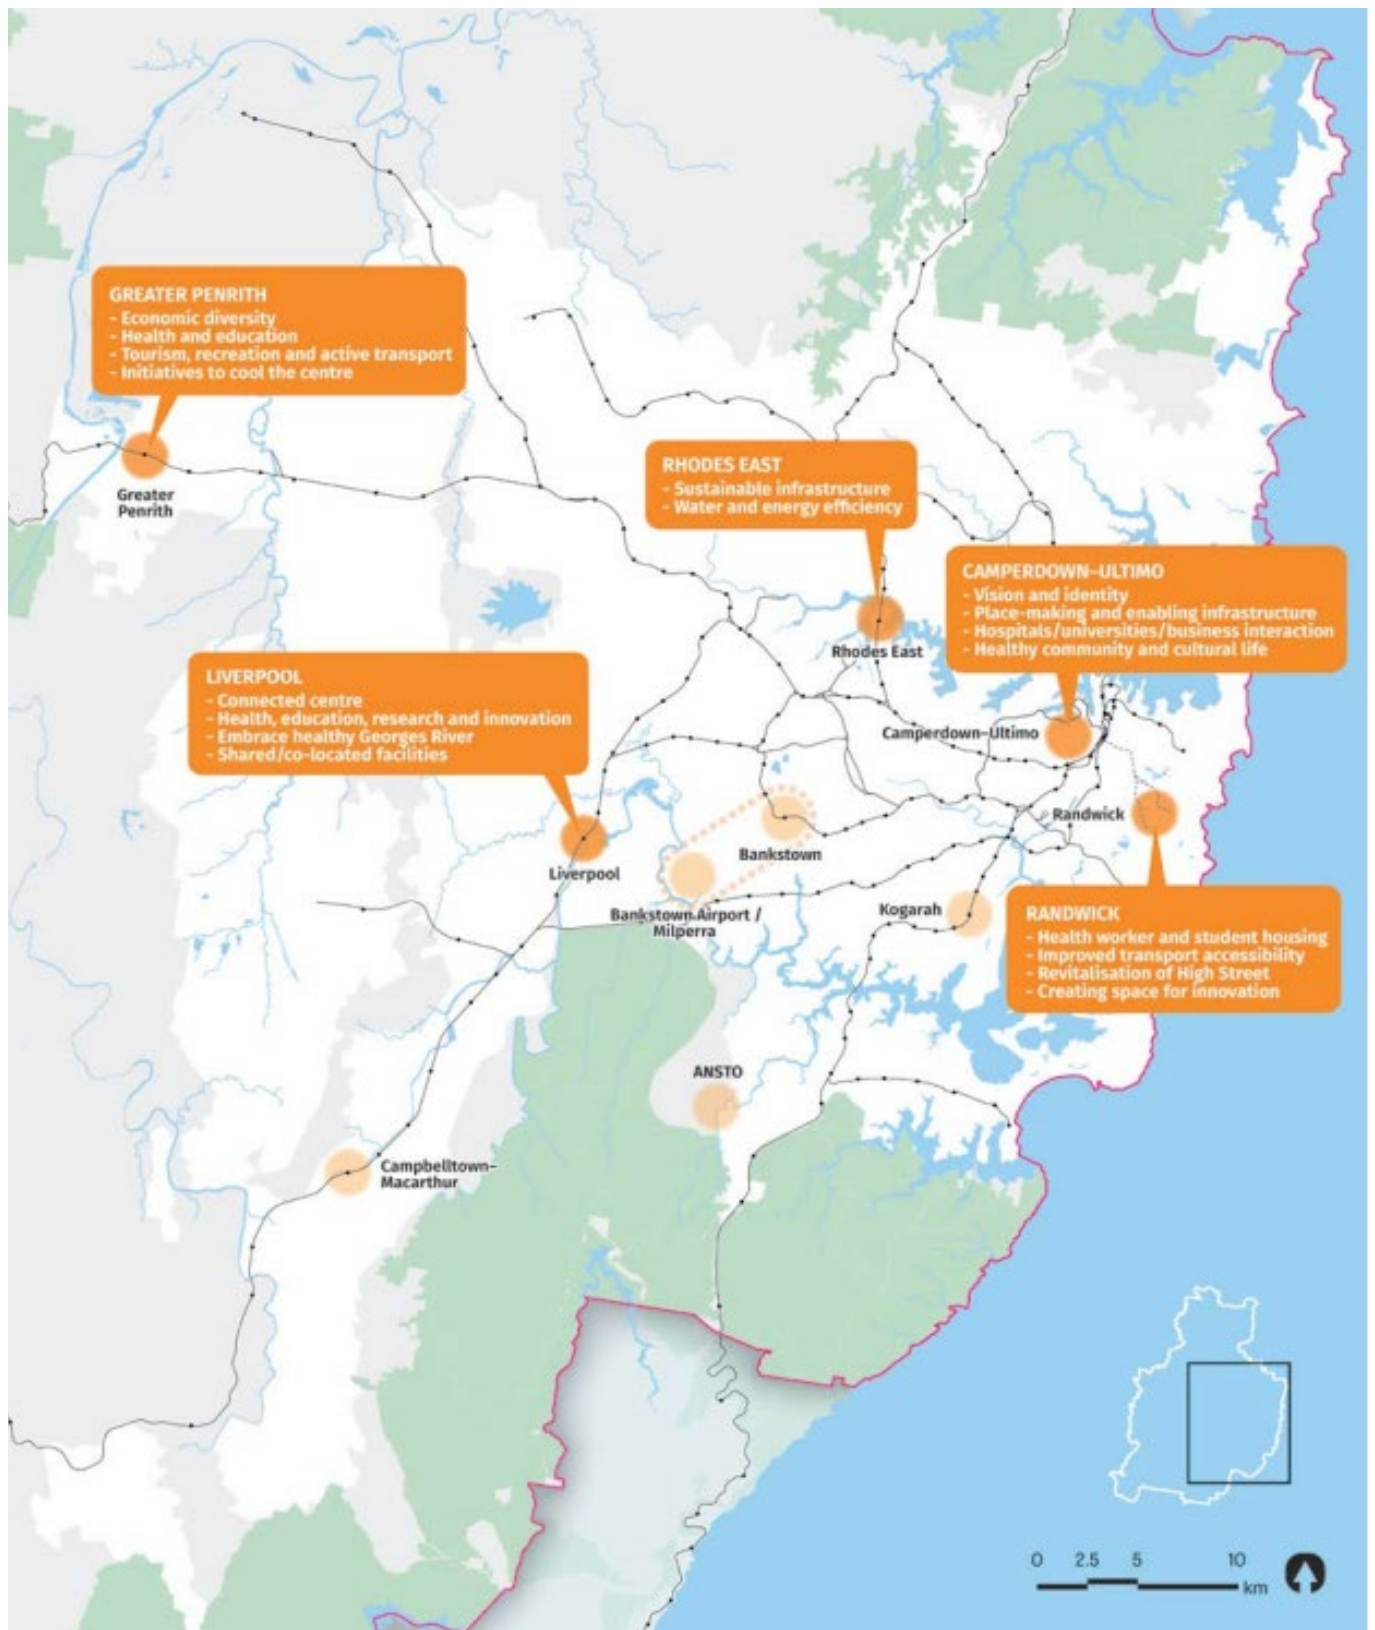 GREATER PENRITH
- Economic diversity
- Health and education
- Tourism, recreation and active transport
- Initiatives to cool the centre
Greater
Penrith
RHODES EAST
- Sustainable infrastructure
- Water and energy efficiency
Rhodes East
CAMPERDOWN–ULTIMO
- Vision and identity
- Place-making and enabling infrastructure
- Hospitals/universities/business interaction
- Healthy community and cultural life
Camperdown–Ultimo
LIVERPOOL
- Connected centre
- Health, education, research and innovation
- Embrace healthy Georges River
- Shared/co-located facilities
Liverpool
Bankstown
Bankstown Airport /
Milperra
Randwick
Kogarah
RANDWICK
- Health worker and student housing
- Improved transport accessibility
- Revitalisation of High Street
- Creating space for innovation
ANSTO
Campbelltown–
Macarthur
0 2.5 5 10
km